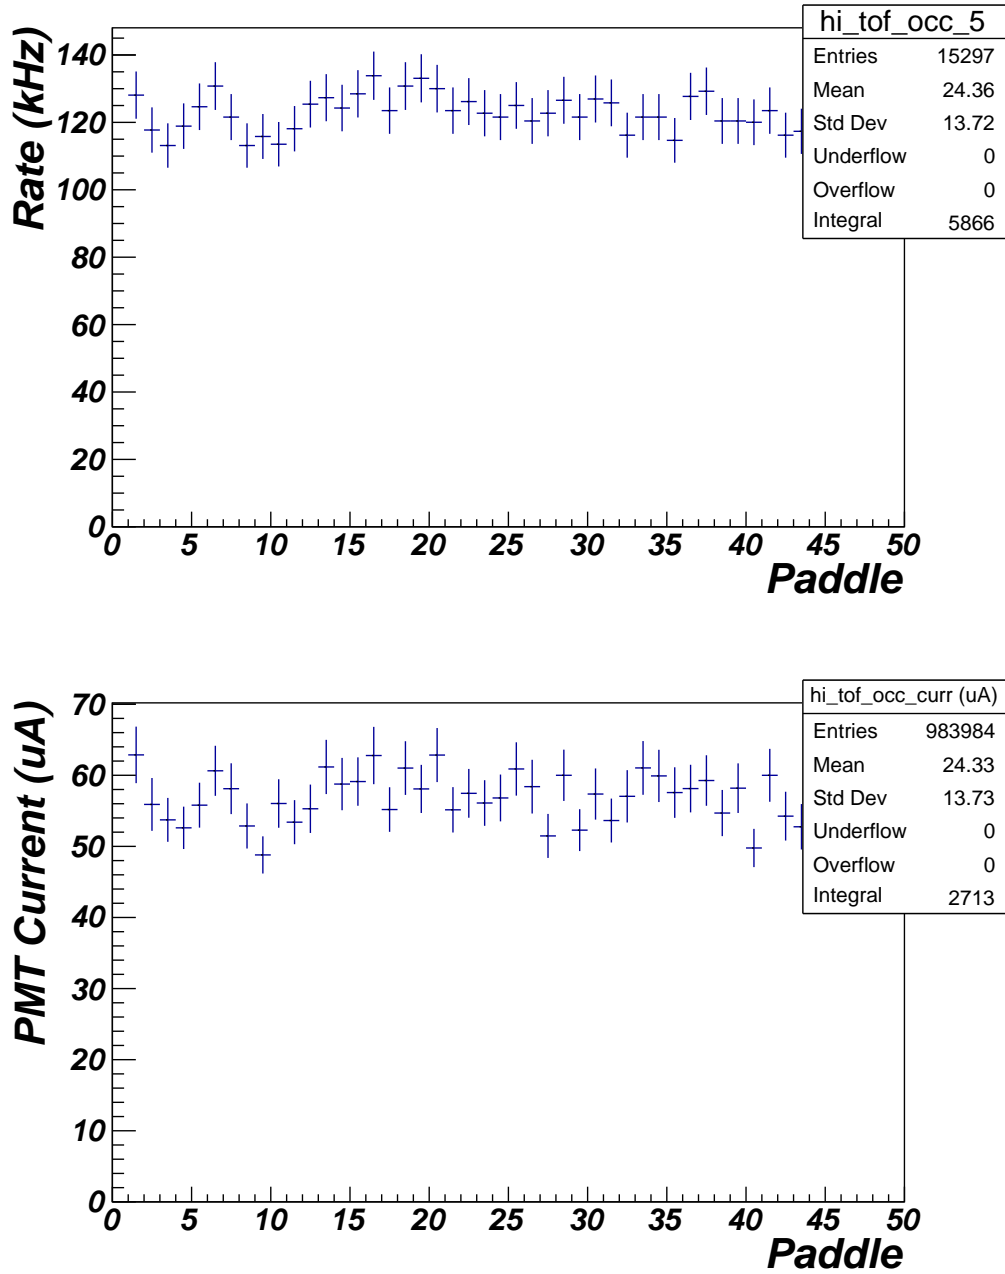 hi_tof_occ_5
Entries 15297
Mean 24.36
Std Dev 13.72
Underflow 0
Overflow 0
Integral 5866
Rate (kHz)
140
120
100
80
60
40
20
0
0 5 10 15 20 25 30 35 40 45 50
Paddle
hi_tof_occ_curr (uA)
Entries 983984
Mean 24.33
Std Dev 13.73
Underflow 0
Overflow 0
Integral 2713
PMT Current (uA)
70
60
50
40
30
20
10
0
0 5 10 15 20 25 30 35 40 45 50
Paddle